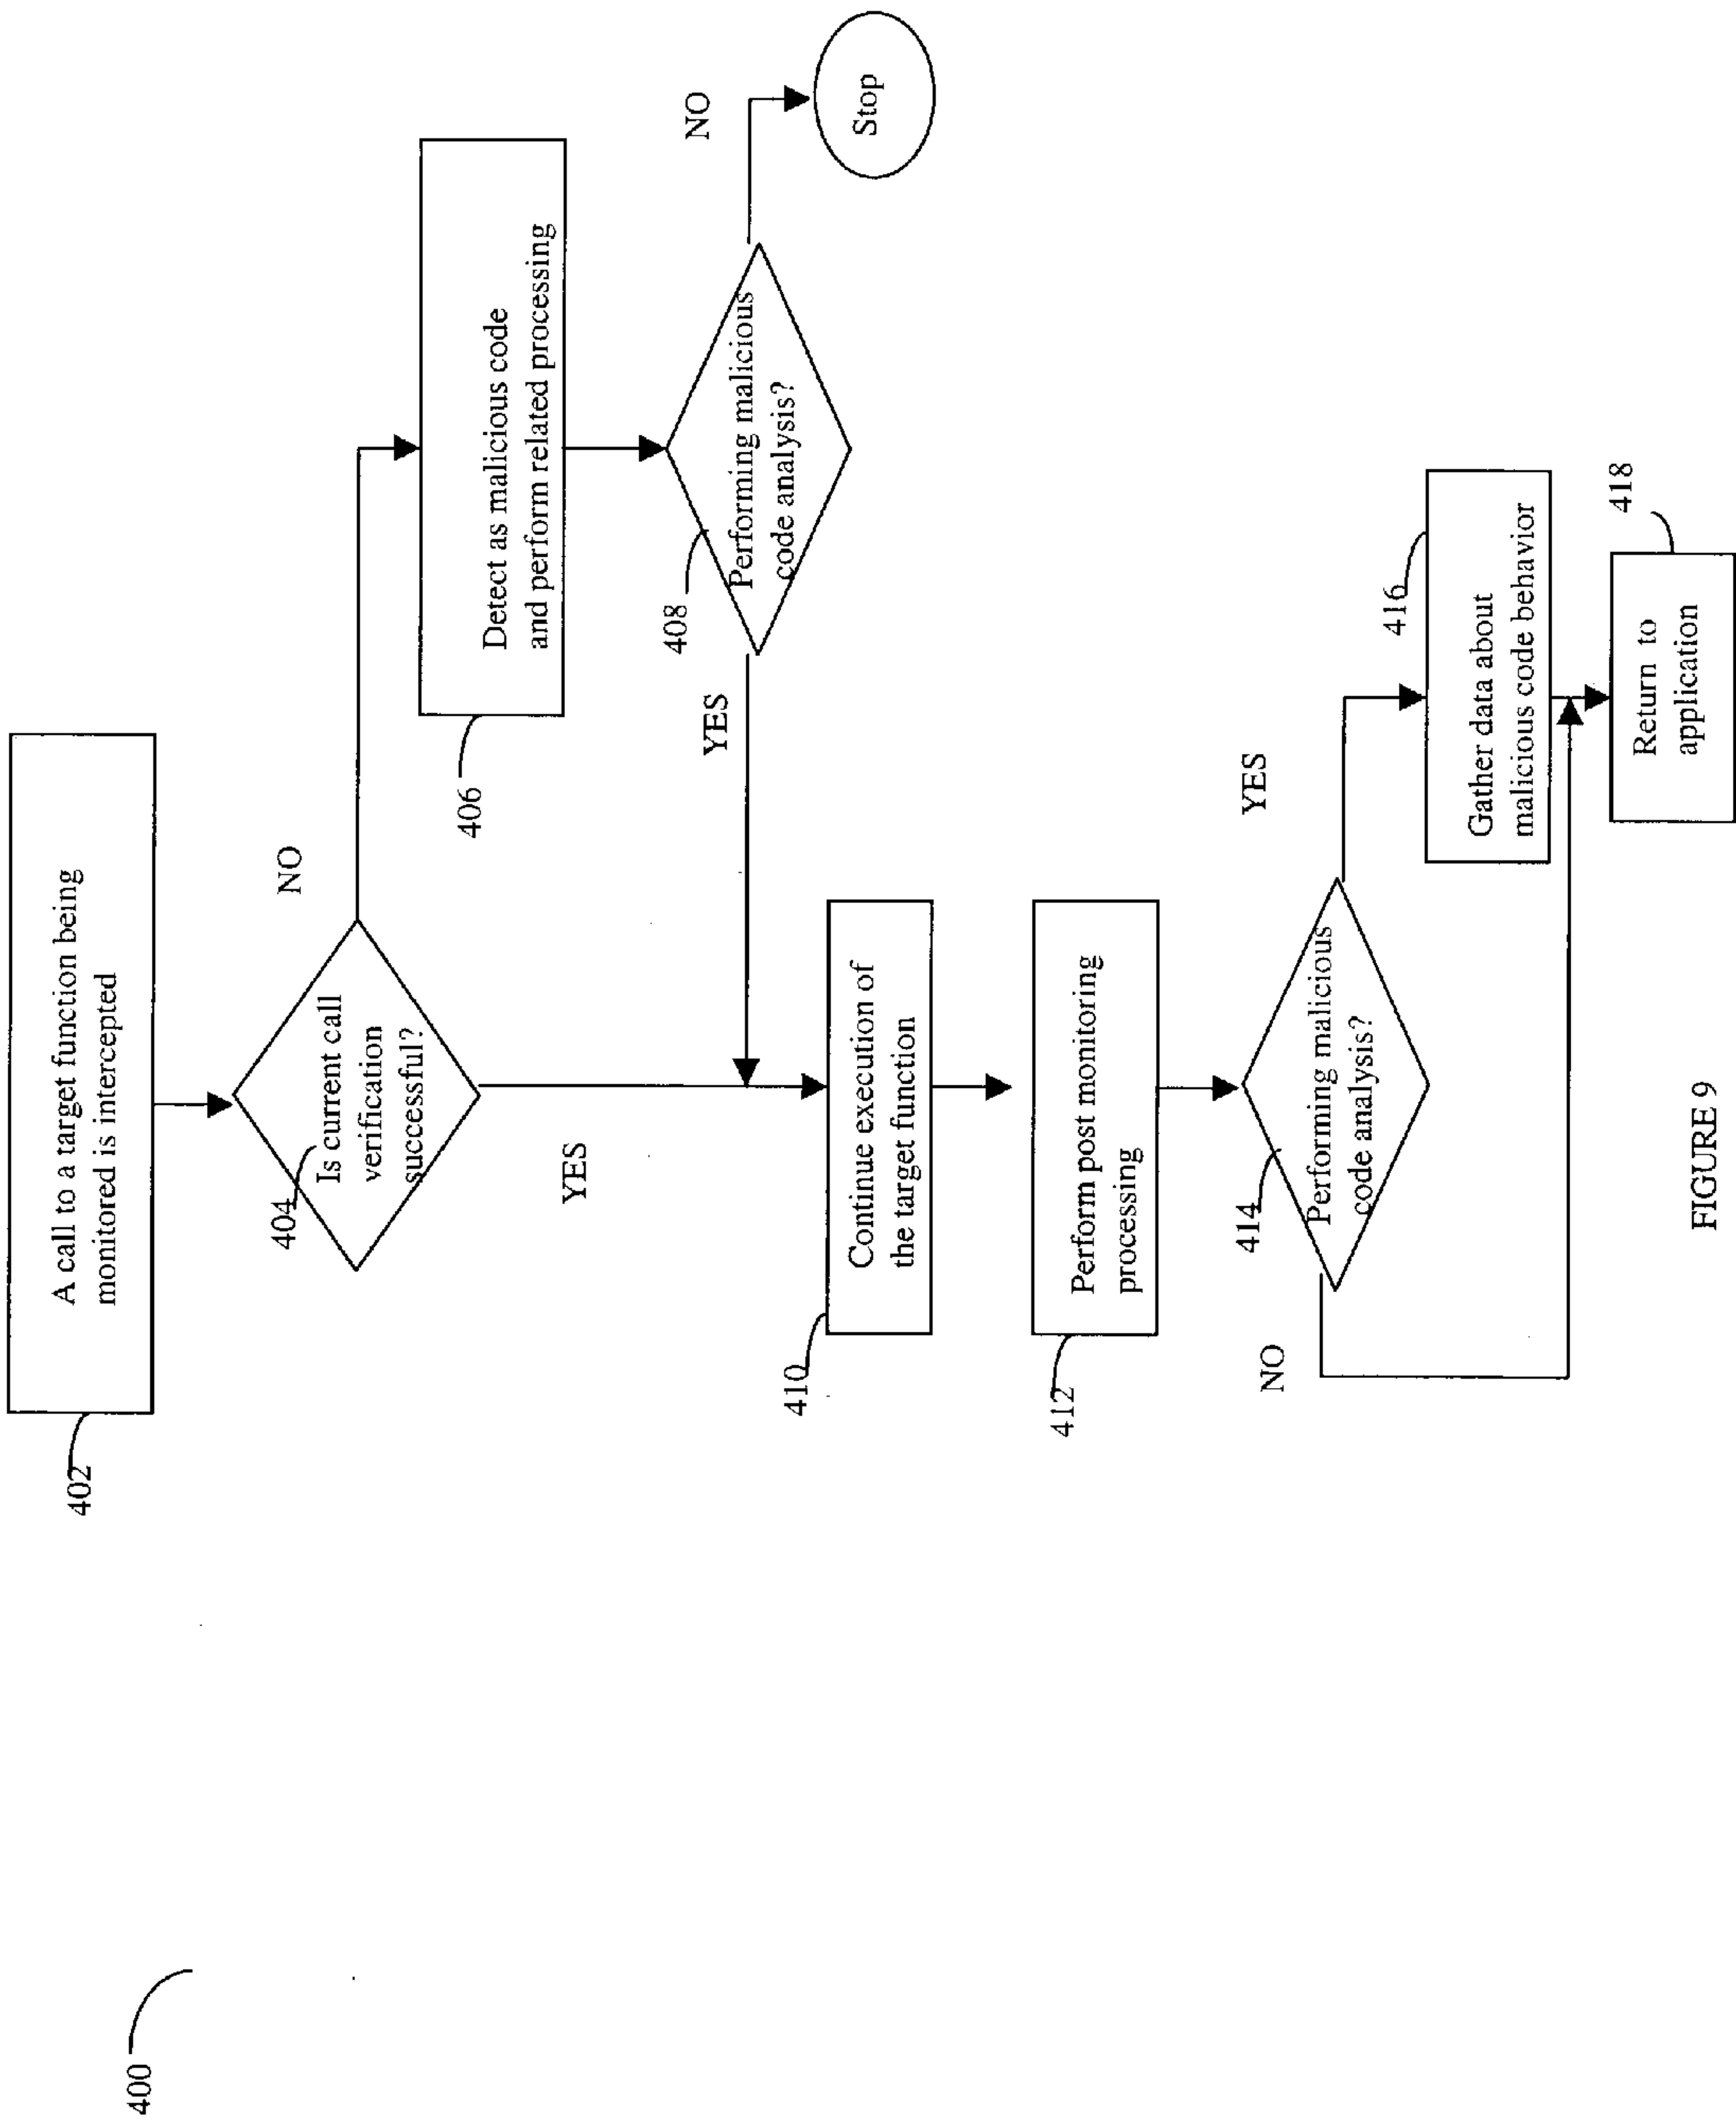 400
402
A call to a target function being
monitored is intercepted
404
Is current call
verification
successful?
NO
YES
406
Detect as malicious code
and perform related processing
408
Performing malicious
code analysis?
NO
YES
Stop
410
Continue execution of
the target function
412
Perform post monitoring
processing
414
Performing malicious
code analysis?
NO
YES
416
Gather data about
malicious code behavior
418
Return to
application
FIGURE 9